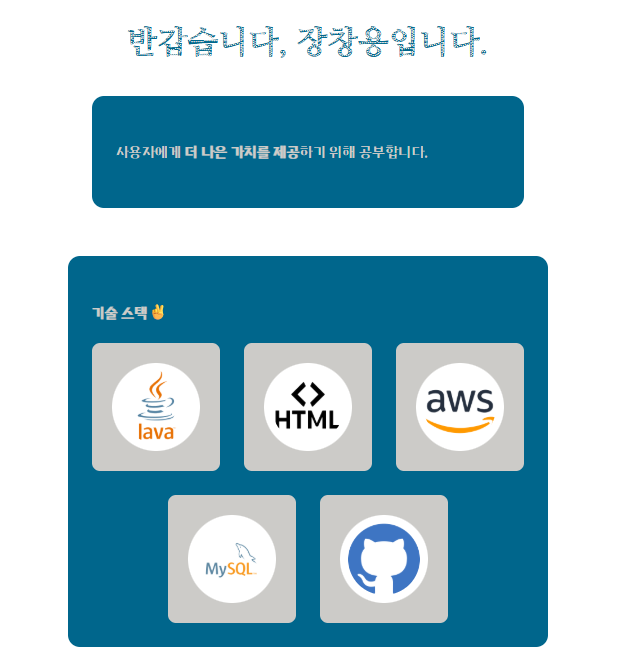 반갑습니다, 장창용입니다.
사용자에게 더 나은 가치를 제공하기 위해 공부합니다.
기술 스택 ✌
lava
HTML
aws
MySQL